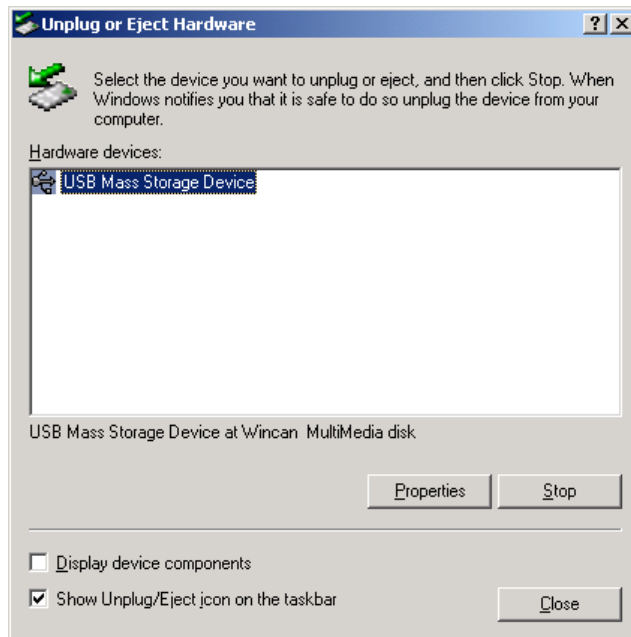 Unplug or Eject Hardware
Select the device you want to unplug or eject, and then click Stop. When
Windows notifies you that it is safe to do so unplug the device from your
computer.
Hardware devices:
USB Mass Storage Device
USB Mass Storage Device at Wincan MultiMedia disk
Properties
Stop
Display device components
Show Unplug/Eject icon on the taskbar
Close